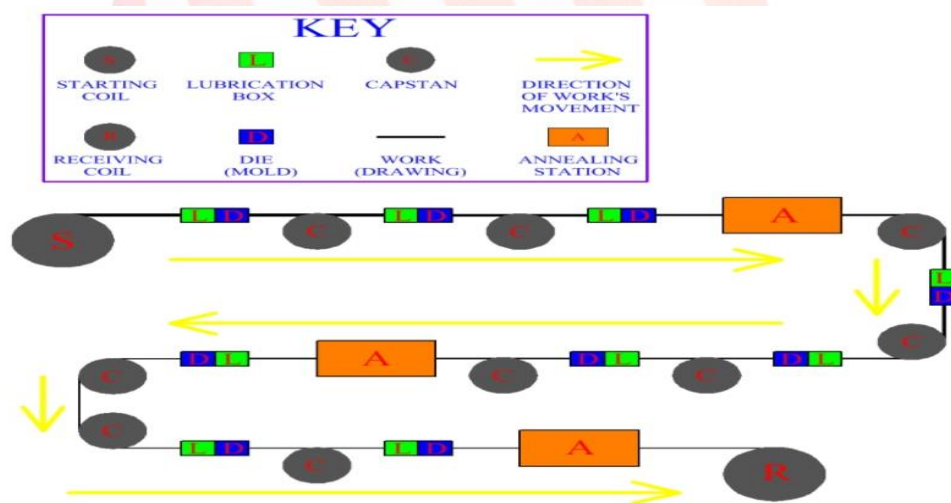 KEY
S L C
STARTING COIL
LUBRICATION BOX
CAPSTAN
DIRECTION OF WORK'S MOVEMENT
R D A
RECEIVING COIL
DIE (MOLD)
WORK (DRAWING)
ANNEALING STATION
S L D C L D C L D A C
L
D
C D L A C D L C D L C
C L D C L D A R